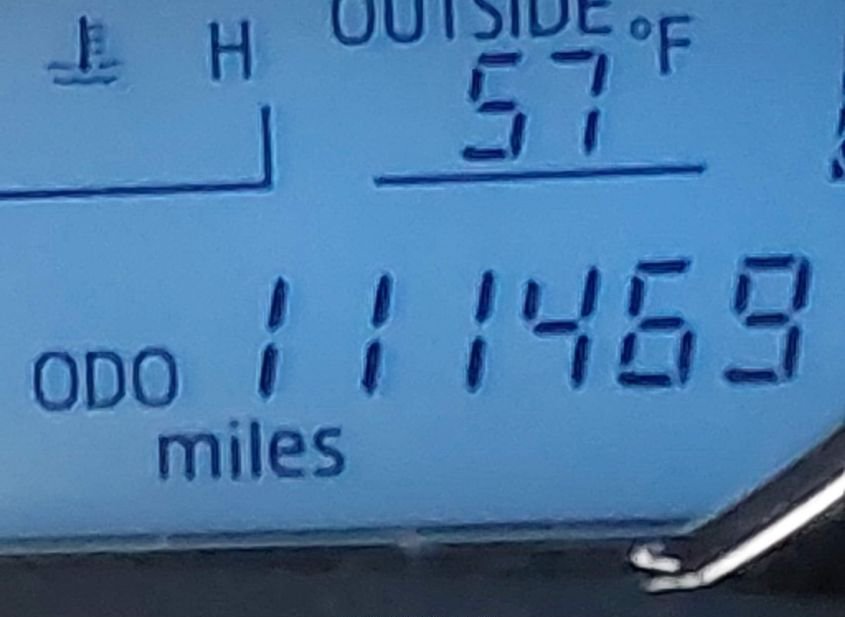 H OUTSIDE °F
57
ODO 111469
miles